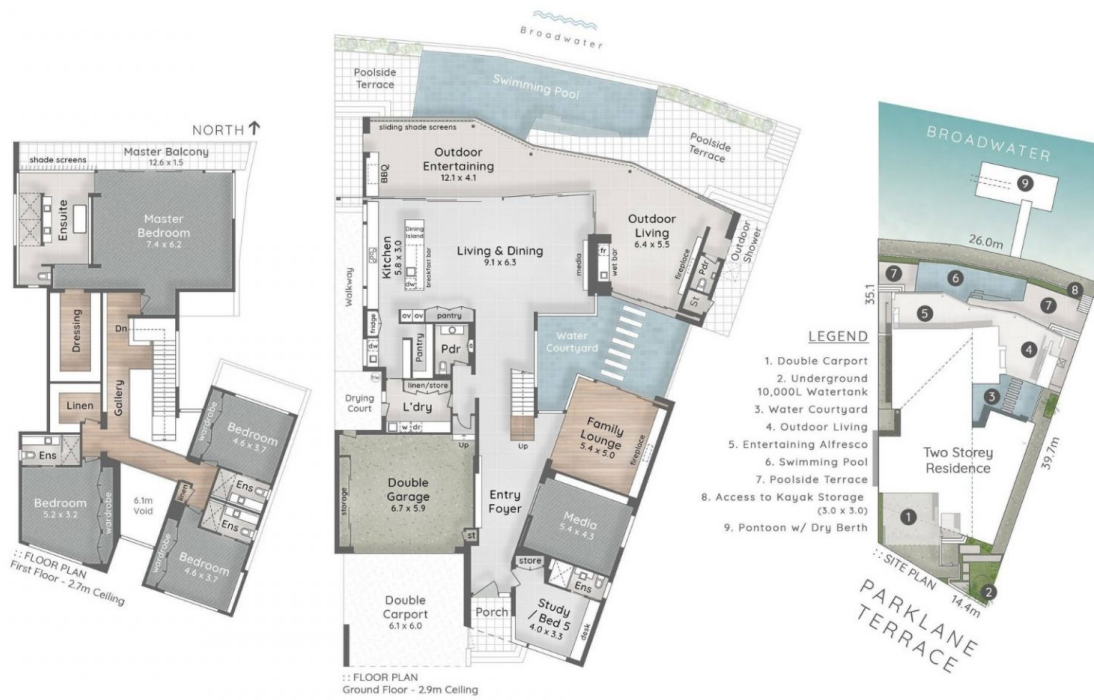 NORTH ↑
Master Balcony
12.6 x 1.5
shade screens
Ensuite
Master
Bedroom
7.4 x 6.2
Dressing
Dn
Gallery
Linen
wardrobe
Bedroom
4.6 x 3.7
Ens
Bedroom
5.2 x 3.2
wardrobe
6.1m
Void
linen
Ens
Ens
wardrobe
Bedroom
4.6 x 3.7
:: FLOOR PLAN
First Floor - 2.7m Ceiling
Broadwater
Poolside
Terrace
Swimming Pool
Poolside
Terrace
sliding shade screens
Outdoor
Entertaining
12.1 x 4.1
BBQ
Outdoor
Living
6.4 x 5.5
Outdoor Shower
fr
wet bar
fireplace
Pdr
St
Kitchen
5.8 x 3.0
Dining
Island
breakfast bar
dw
Living & Dining
9.1 x 6.3
media
Walkway
fridge
ov
ov
pantry
Pantry
Pdr
Water
Courtyard
linen/store
Drying
Court
L'dry
w
dr
Up
Up
Family
Lounge
5.4 x 5.0
fireplace
storage
Double
Garage
6.7 x 5.9
st
Entry
Foyer
Media
5.4 x 4.3
store
Ens
Double
Carport
6.1 x 6.0
Porch
Study
/ Bed 5
4.0 x 3.3
desk
:: FLOOR PLAN
Ground Floor - 2.9m Ceiling
BROADWATER
9
26.0m
7
6
8
7
35.1
5
4
3
39.7m
Two Storey
Residence
1
2
:: SITE PLAN
14.4m
PARKLANE
TERRACE
LEGEND
1. Double Carport
2. Underground
10,000L Watertank
3. Water Courtyard
4. Outdoor Living
5. Entertaining Alfresco
6. Swimming Pool
7. Poolside Terrace
8. Access to Kayak Storage
(3.0 x 3.0)
9. Pontoon w/ Dry Berth